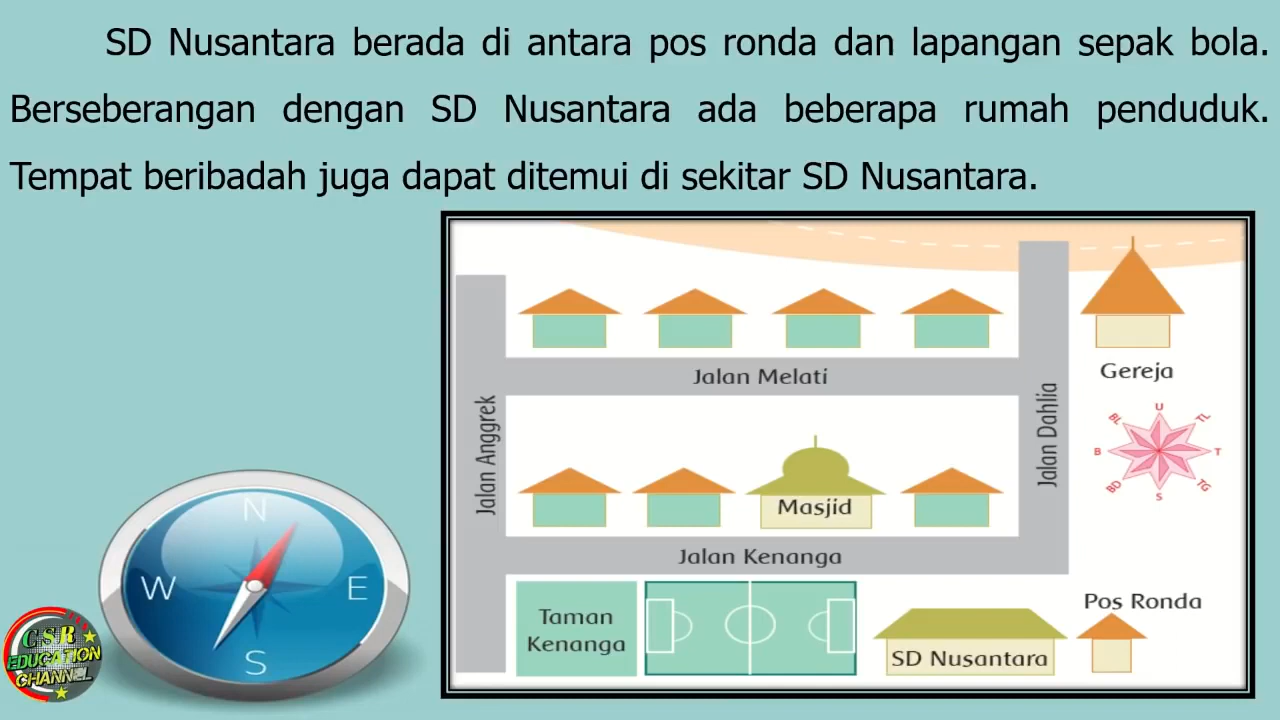 SD Nusantara berada di antara pos ronda dan lapangan sepak bola.
Berseberangan dengan SD Nusantara ada beberapa rumah penduduk.
Tempat beribadah juga dapat ditemui di sekitar SD Nusantara.
Gereja
Jalan Melati
Jalan Anggrek
Jalan Dahlia
U
BL
TL
B
T
BD
TG
S
Masjid
Jalan Kenanga
Taman
Kenanga
Pos Ronda
SD Nusantara
N
W
E
S
CSR
EDUCATION
CHANNEL